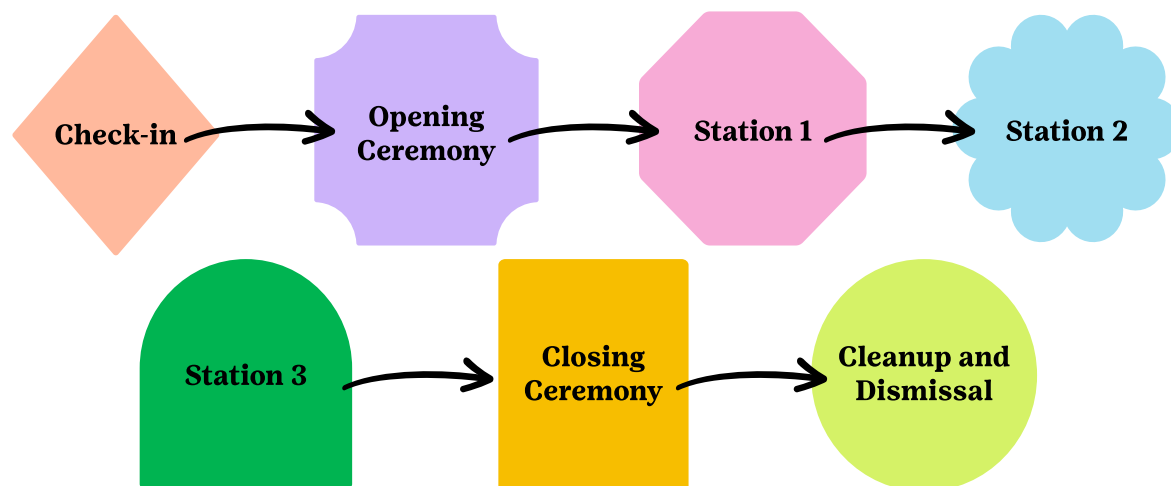 Check-in
Opening
Ceremony
Station 1
Station 2
Station 3
Closing
Ceremony
Cleanup and
Dismissal